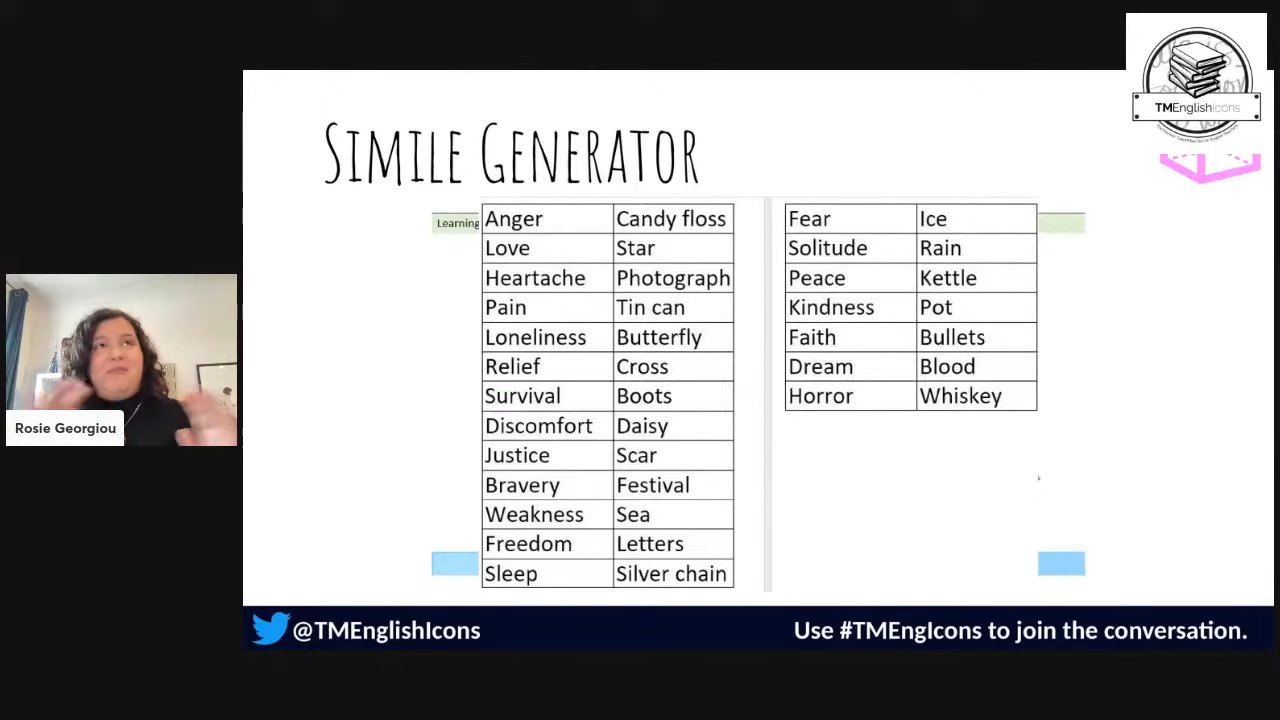 TMEnglishIcons
SIMILE GENERATOR
Learning
Anger Candy floss
Love Star
Heartache Photograph
Pain Tin can
Loneliness Butterfly
Relief Cross
Survival Boots
Discomfort Daisy
Justice Scar
Bravery Festival
Weakness Sea
Freedom Letters
Sleep Silver chain
Fear Ice
Solitude Rain
Peace Kettle
Kindness Pot
Faith Bullets
Dream Blood
Horror Whiskey
Rosie Georgiou
@TMEnglishIcons
Use #TMEngIcons to join the conversation.